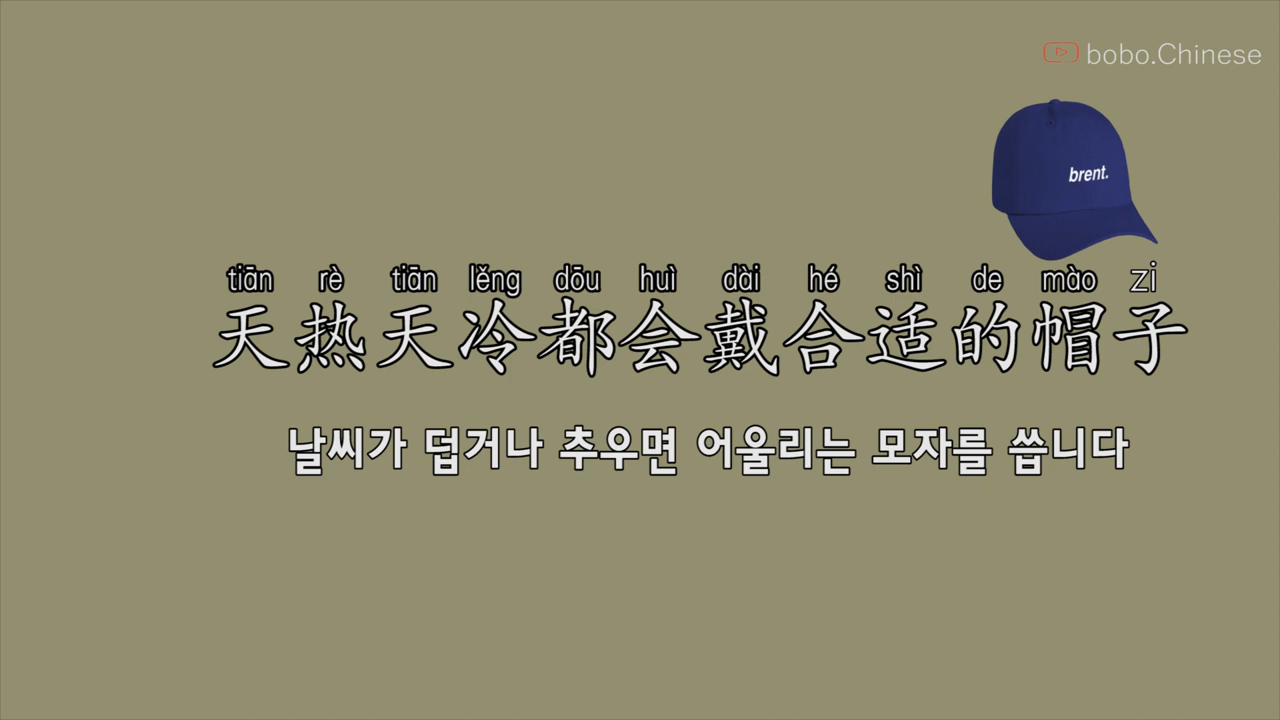 bobo.Chinese
brent.
tiān rè tiān lěng dōu huì dài hé shì de mào zi
天热天冷都会戴合适的帽子
날씨가 덥거나 추우면 어울리는 모자를 씁니다